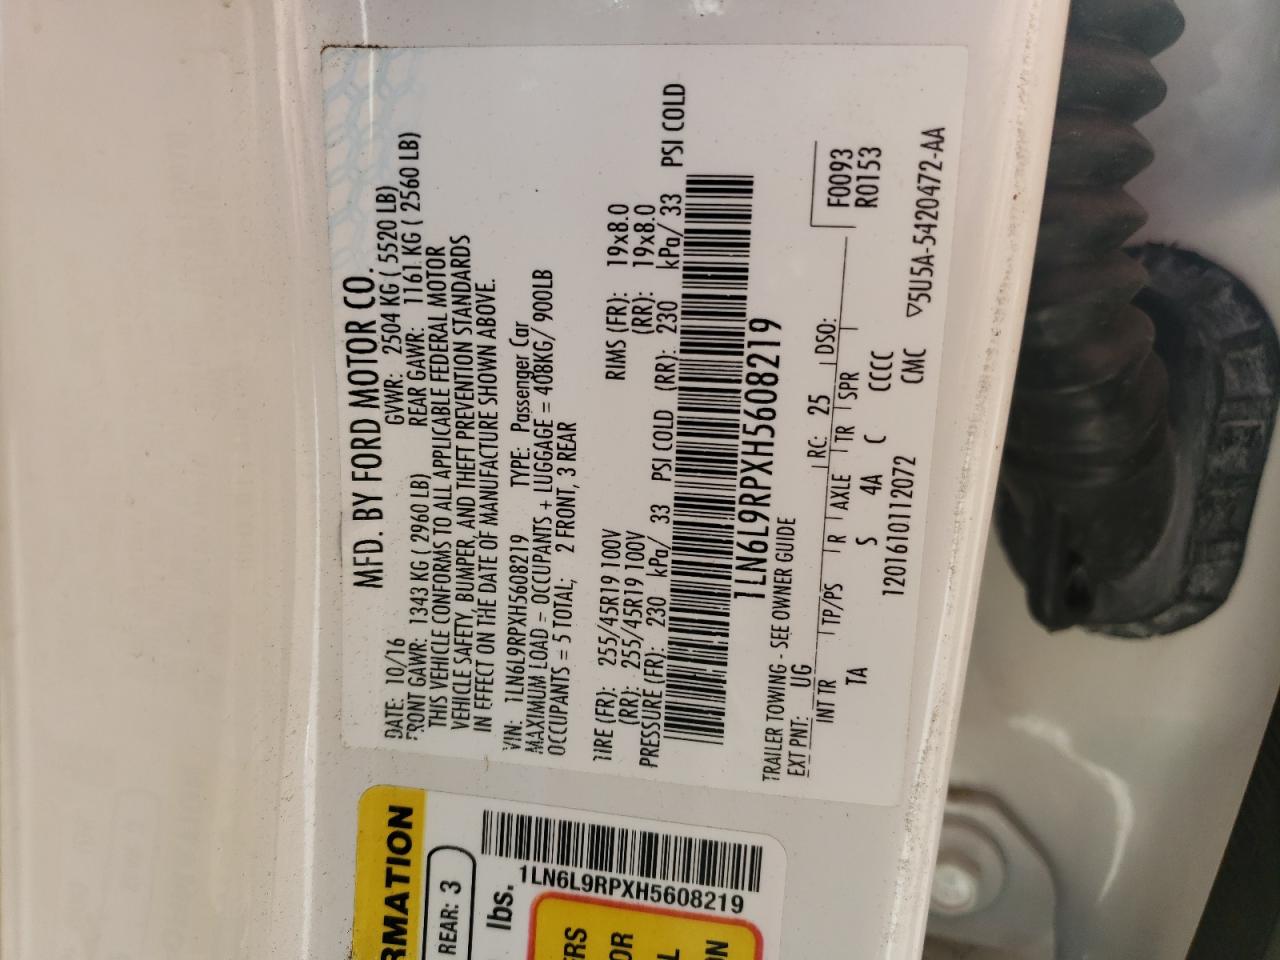 MFD. BY FORD MOTOR CO.
DATE: 10/16 GVWR: 2504 KG ( 5520 LB)
FRONT GAWR: 1343 KG ( 2960 LB) REAR GAWR: 1161 KG ( 2560 LB)
THIS VEHICLE CONFORMS TO ALL APPLICABLE FEDERAL MOTOR
VEHICLE SAFETY, BUMPER, AND THEFT PREVENTION STANDARDS
IN EFFECT ON THE DATE OF MANUFACTURE SHOWN ABOVE.
VIN: 1LN6L9RPXH5608219 TYPE: Passenger Car
MAXIMUM LOAD = OCCUPANTS + LUGGAGE = 408KG/ 900LB
OCCUPANTS = 5 TOTAL; 2 FRONT, 3 REAR
TIRE (FR): 255/45R19 100V RIMS (FR): 19x8.0
(RR): 255/45R19 100V (RR): 19x8.0
PRESSURE (FR): 230 kPa/ 33 PSI COLD (RR): 230 kPa/ 33 PSI COLD
1LN6L9RPXH5608219
TRAILER TOWING - SEE OWNER GUIDE
EXT PNT: UG RC: 25 DSO: F0093
R0153
INT TR TP/PS R AXLE TR SPR
TA S 4A C CCCC
1201610112072 CMC ▽5U5A-5420472-AA
RMATION
REAR: 3
lbs.
1LN6L9RPXH5608219
ERS
OR
L
ON